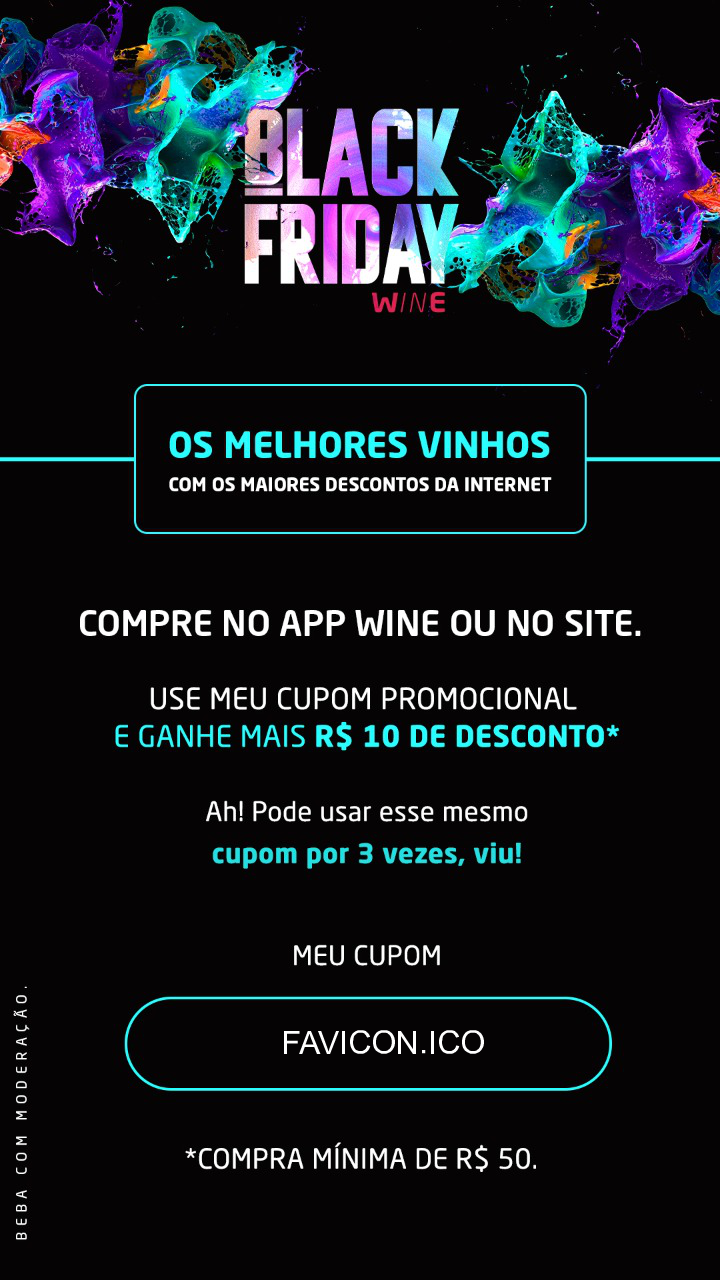 BLACK
FRIDAY
WINE
OS MELHORES VINHOS
COM OS MAIORES DESCONTOS DA INTERNET
COMPRE NO APP WINE OU NO SITE.
USE MEU CUPOM PROMOCIONAL
E GANHE MAIS R$ 10 DE DESCONTO*
Ah! Pode usar esse mesmo
cupom por 3 vezes, viu!
MEU CUPOM
FAVICON.ICO
*COMPRA MÍNIMA DE R$ 50.
BEBA COM MODERAÇÃO.